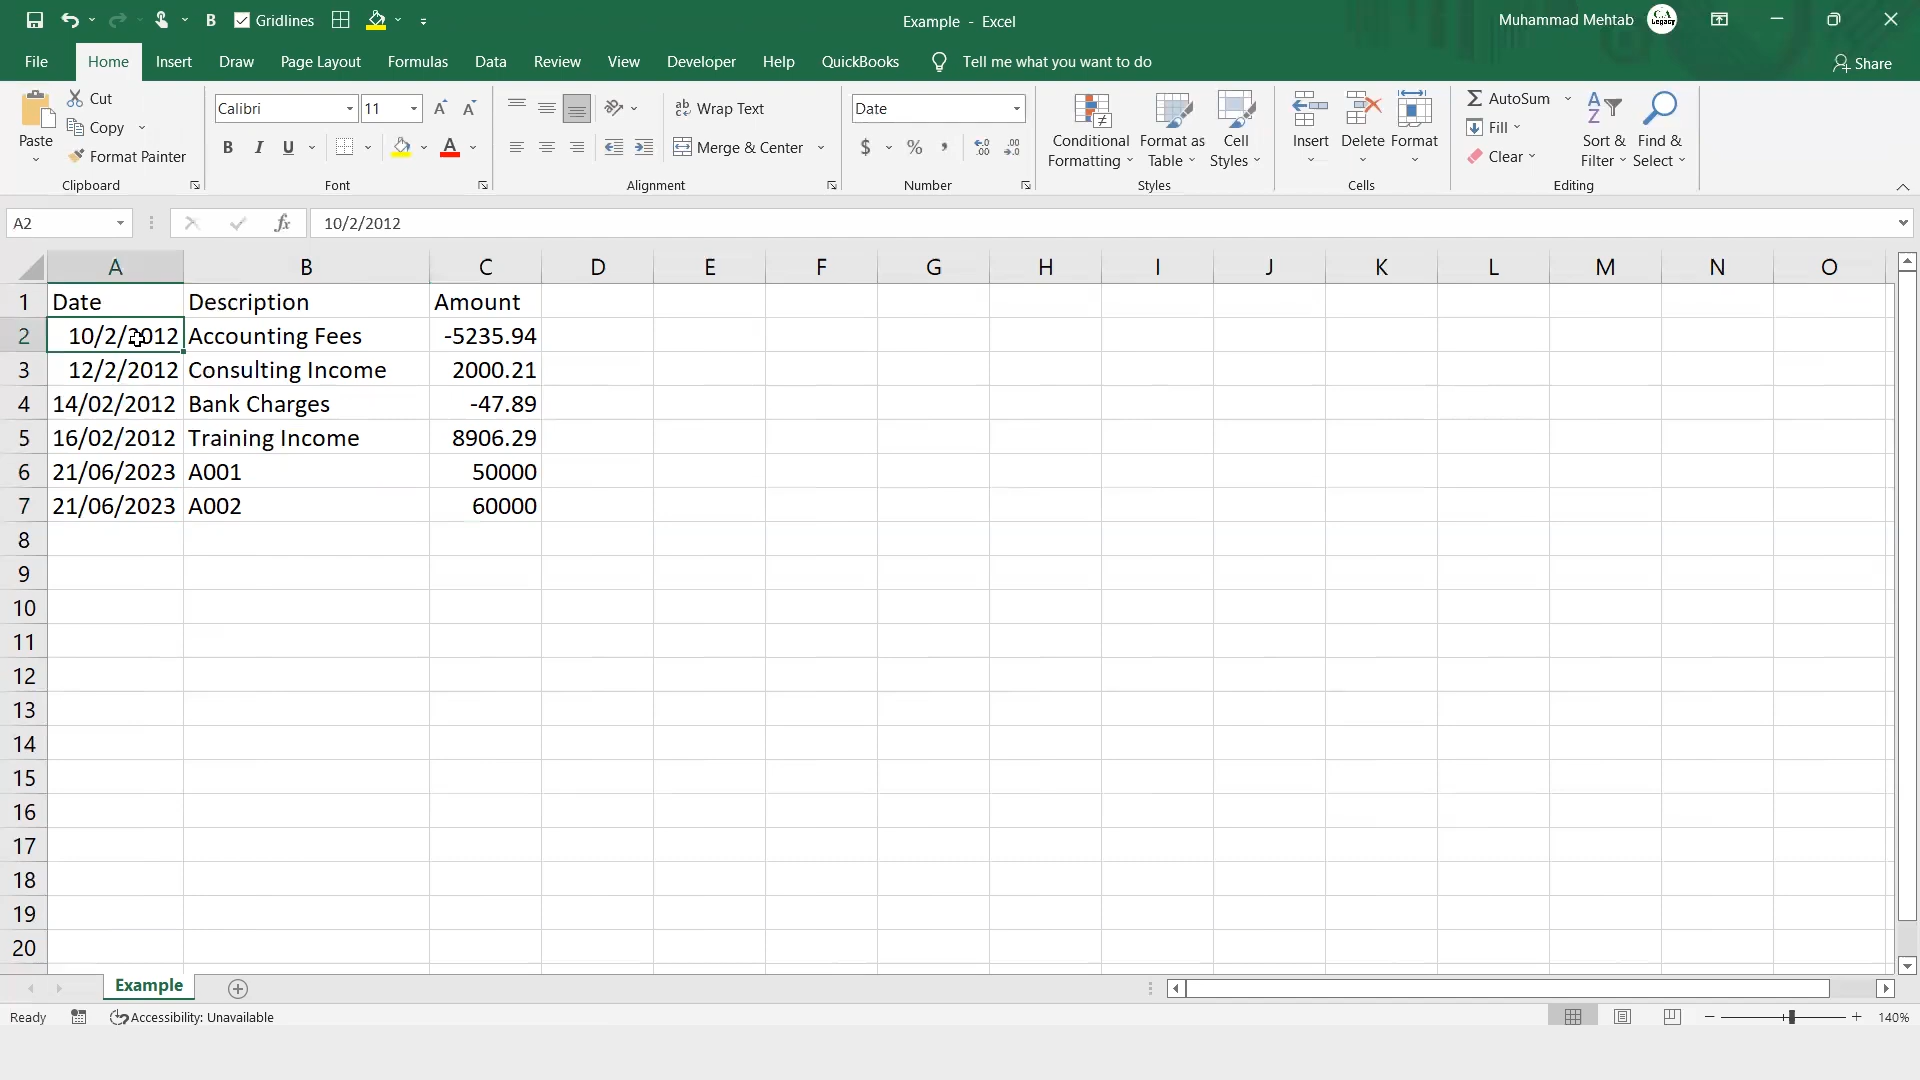 B Gridlines Example - Excel Muhammad Mehtab C.A Legacy
File Home Insert Draw Page Layout Formulas Data Review View Developer Help QuickBooks Tell me what you want to do Share
Paste
Cut
Copy
Format Painter
Clipboard
Calibri 11 A A
B I U A
Font
ab Wrap Text
Merge & Center
Alignment
Date
$ % ,
Number
Conditional Formatting
Format as Table
Cell Styles
Styles
Insert Delete Format
Cells
AutoSum
Fill
Clear
Sort & Filter
Find & Select
Editing
A2 fx 10/2/2012
A B C D E F G H I J K L M N O
1 Date Description Amount
2 10/2/2012 Accounting Fees -5235.94
3 12/2/2012 Consulting Income 2000.21
4 14/02/2012 Bank Charges -47.89
5 16/02/2012 Training Income 8906.29
6 21/06/2023 A001 50000
7 21/06/2023 A002 60000
8
9
10
11
12
13
14
15
16
17
18
19
20
Example
Ready Accessibility: Unavailable 140%